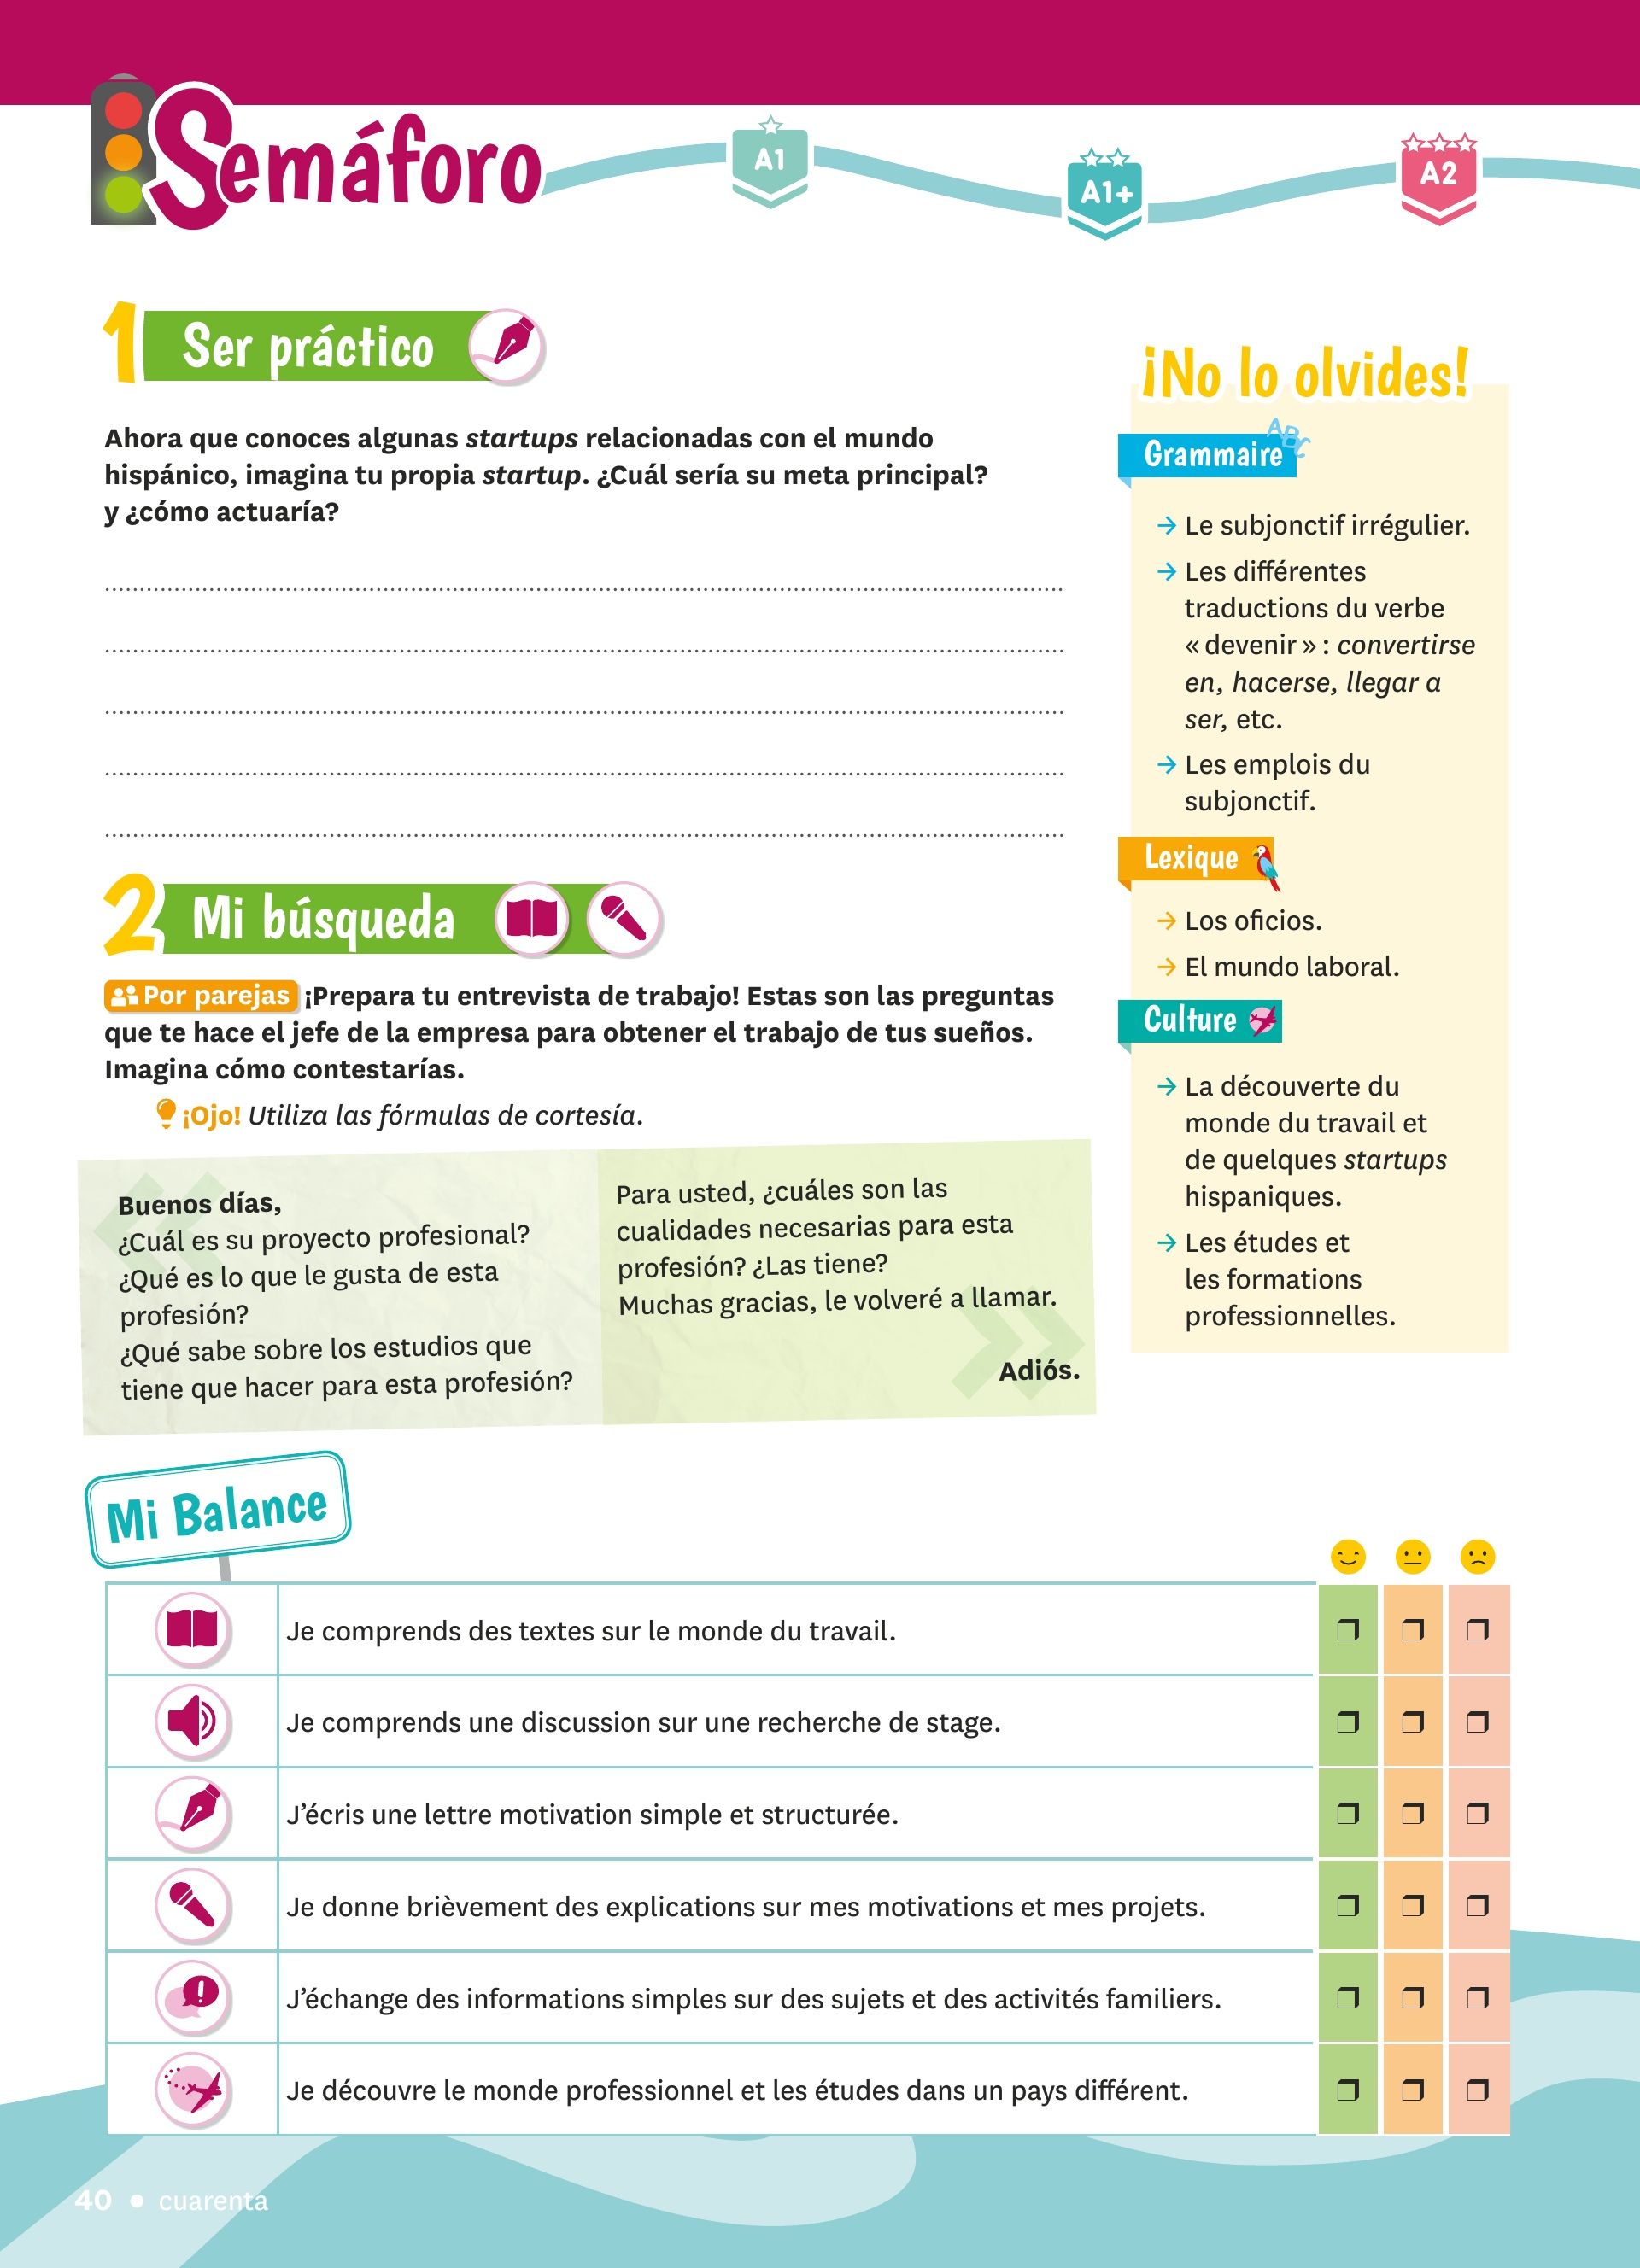 Semáforo
A1
A1+
A2
1 Ser práctico
Ahora que conoces algunas startups relacionadas con el mundo
hispánico, imagina tu propia startup. ¿Cuál sería su meta principal?
y ¿cómo actuaría?
2 Mi búsqueda
Por parejas ¡Prepara tu entrevista de trabajo! Estas son las preguntas
que te hace el jefe de la empresa para obtener el trabajo de tus sueños.
Imagina cómo contestarías.
¡Ojo! Utiliza las fórmulas de cortesía.
Buenos días,
¿Cuál es su proyecto profesional?
¿Qué es lo que le gusta de esta
profesión?
¿Qué sabe sobre los estudios que
tiene que hacer para esta profesión?
Para usted, ¿cuáles son las
cualidades necesarias para esta
profesión? ¿Las tiene?
Muchas gracias, le volveré a llamar.
Adiós.
¡No lo olvides!
Grammaire
ABC
→ Le subjonctif irrégulier.
→ Les différentes
traductions du verbe
« devenir » : convertirse
en, hacerse, llegar a
ser, etc.
→ Les emplois du
subjonctif.
Lexique
→ Los oficios.
→ El mundo laboral.
Culture
→ La découverte du
monde du travail et
de quelques startups
hispaniques.
→ Les études et
les formations
professionnelles.
Mi Balance
Je comprends des textes sur le monde du travail.
Je comprends une discussion sur une recherche de stage.
J'écris une lettre motivation simple et structurée.
Je donne brièvement des explications sur mes motivations et mes projets.
J'échange des informations simples sur des sujets et des activités familiers.
Je découvre le monde professionnel et les études dans un pays différent.
40 • cuarenta